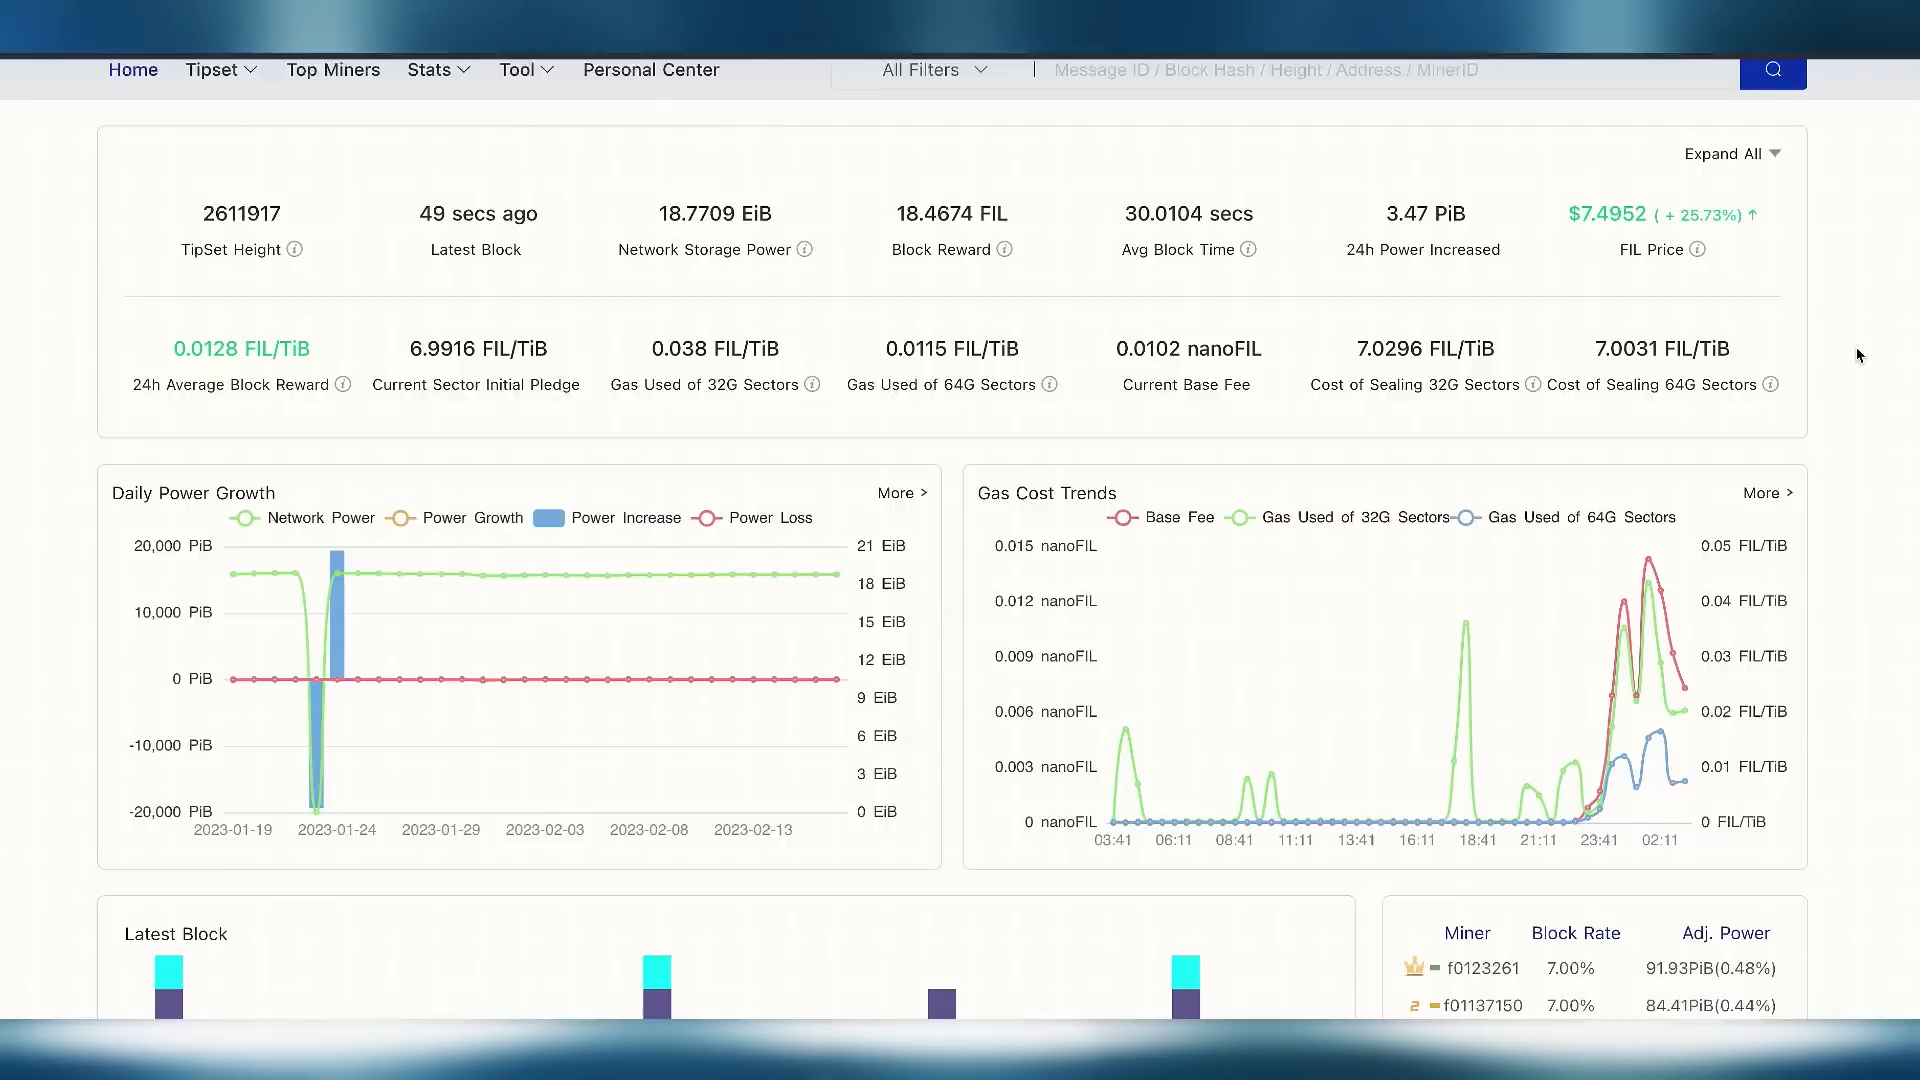 Home Tipset Top Miners Stats Tool Personal Center All Filters Message ID / Block Hash / Height / Address / MinerID
Expand All
2611917 49 secs ago 18.7709 EiB 18.4674 FIL 30.0104 secs 3.47 PiB $7.4952 ( + 25.73%) ↑
TipSet Height Latest Block Network Storage Power Block Reward Avg Block Time 24h Power Increased FIL Price
0.0128 FIL/TiB 6.9916 FIL/TiB 0.038 FIL/TiB 0.0115 FIL/TiB 0.0102 nanoFIL 7.0296 FIL/TiB 7.0031 FIL/TiB
24h Average Block Reward Current Sector Initial Pledge Gas Used of 32G Sectors Gas Used of 64G Sectors Current Base Fee Cost of Sealing 32G Sectors Cost of Sealing 64G Sectors
Daily Power Growth More >
Network Power Power Growth Power Increase Power Loss
20,000 PiB 21 EiB
18 EiB
10,000 PiB
15 EiB
12 EiB
0 PiB
9 EiB
6 EiB
-10,000 PiB
3 EiB
-20,000 PiB 0 EiB
2023-01-19 2023-01-24 2023-01-29 2023-02-03 2023-02-08 2023-02-13
Gas Cost Trends More >
Base Fee Gas Used of 32G Sectors Gas Used of 64G Sectors
0.015 nanoFIL 0.05 FIL/TiB
0.012 nanoFIL 0.04 FIL/TiB
0.009 nanoFIL 0.03 FIL/TiB
0.006 nanoFIL 0.02 FIL/TiB
0.003 nanoFIL 0.01 FIL/TiB
0 nanoFIL 0 FIL/TiB
03:41 06:11 08:41 11:11 13:41 16:11 18:41 21:11 23:41 02:11
Latest Block
Miner Block Rate Adj. Power
f0123261 7.00% 91.93PiB(0.48%)
2 f01137150 7.00% 84.41PiB(0.44%)